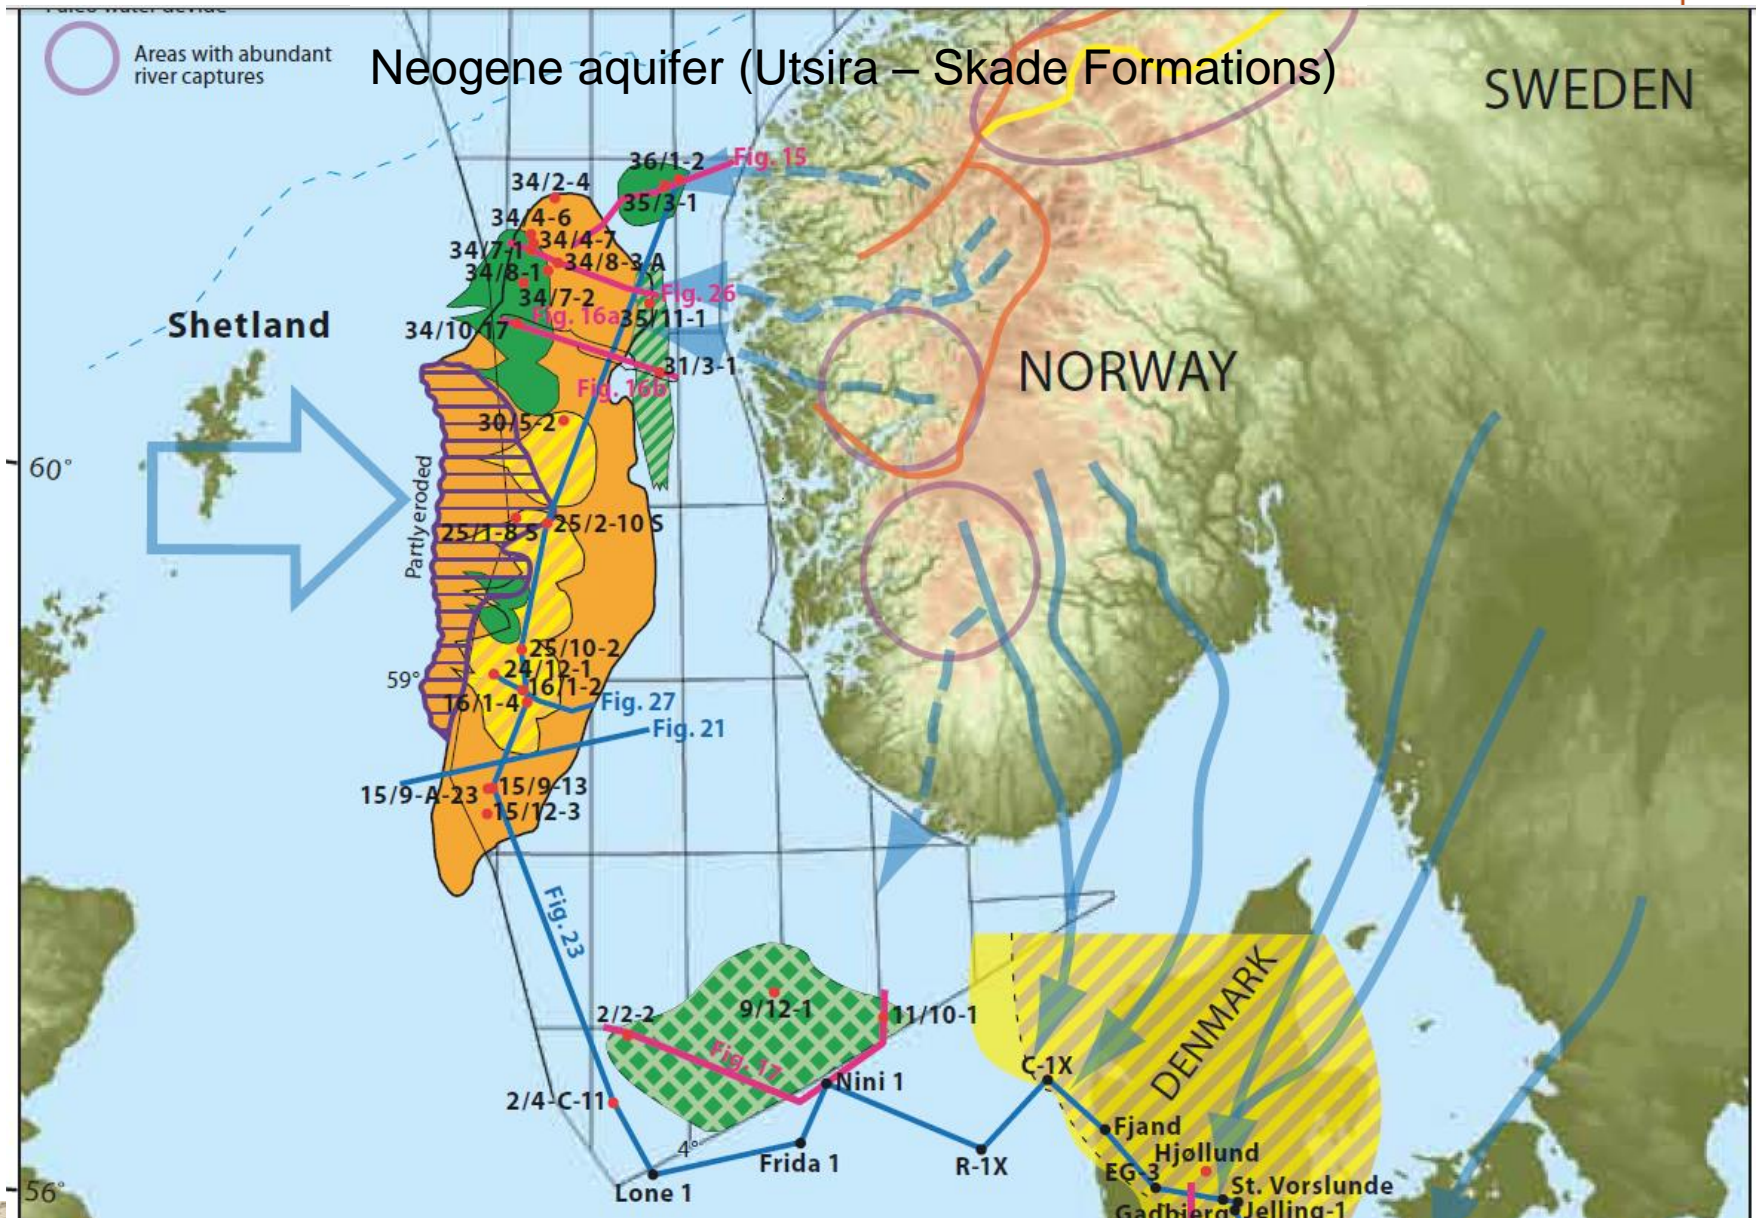 Paleo water devide
Areas with abundant
river captures
Neogene aquifer (Utsira – Skade Formations)
SWEDEN
36/1-2
Fig. 15
34/2-4
35/3-1
34/4-6
34/4-7
34/7-1
34/8-3 A
34/8-1
34/7-2
Fig. 26
Fig. 16a
35/11-1
Shetland
34/10-17
31/3-1
NORWAY
Fig. 16b
30/5-2
60°
Partly eroded
25/1-8 S
25/2-10 S
25/10-2
24/12-1
59°
16/1-2
16/1-4
Fig. 27
Fig. 21
15/9-A-23
15/9-13
15/12-3
Fig. 23
2/2-2
9/12-1
11/10-1
DENMARK
Fig. 17
C-1X
Nini 1
2/4-C-11
Fjand
4°
Frida 1
R-1X
Hjøllund
EG-3
56°
Lone 1
St. Vorslunde
Gadbjerg
Jelling-1